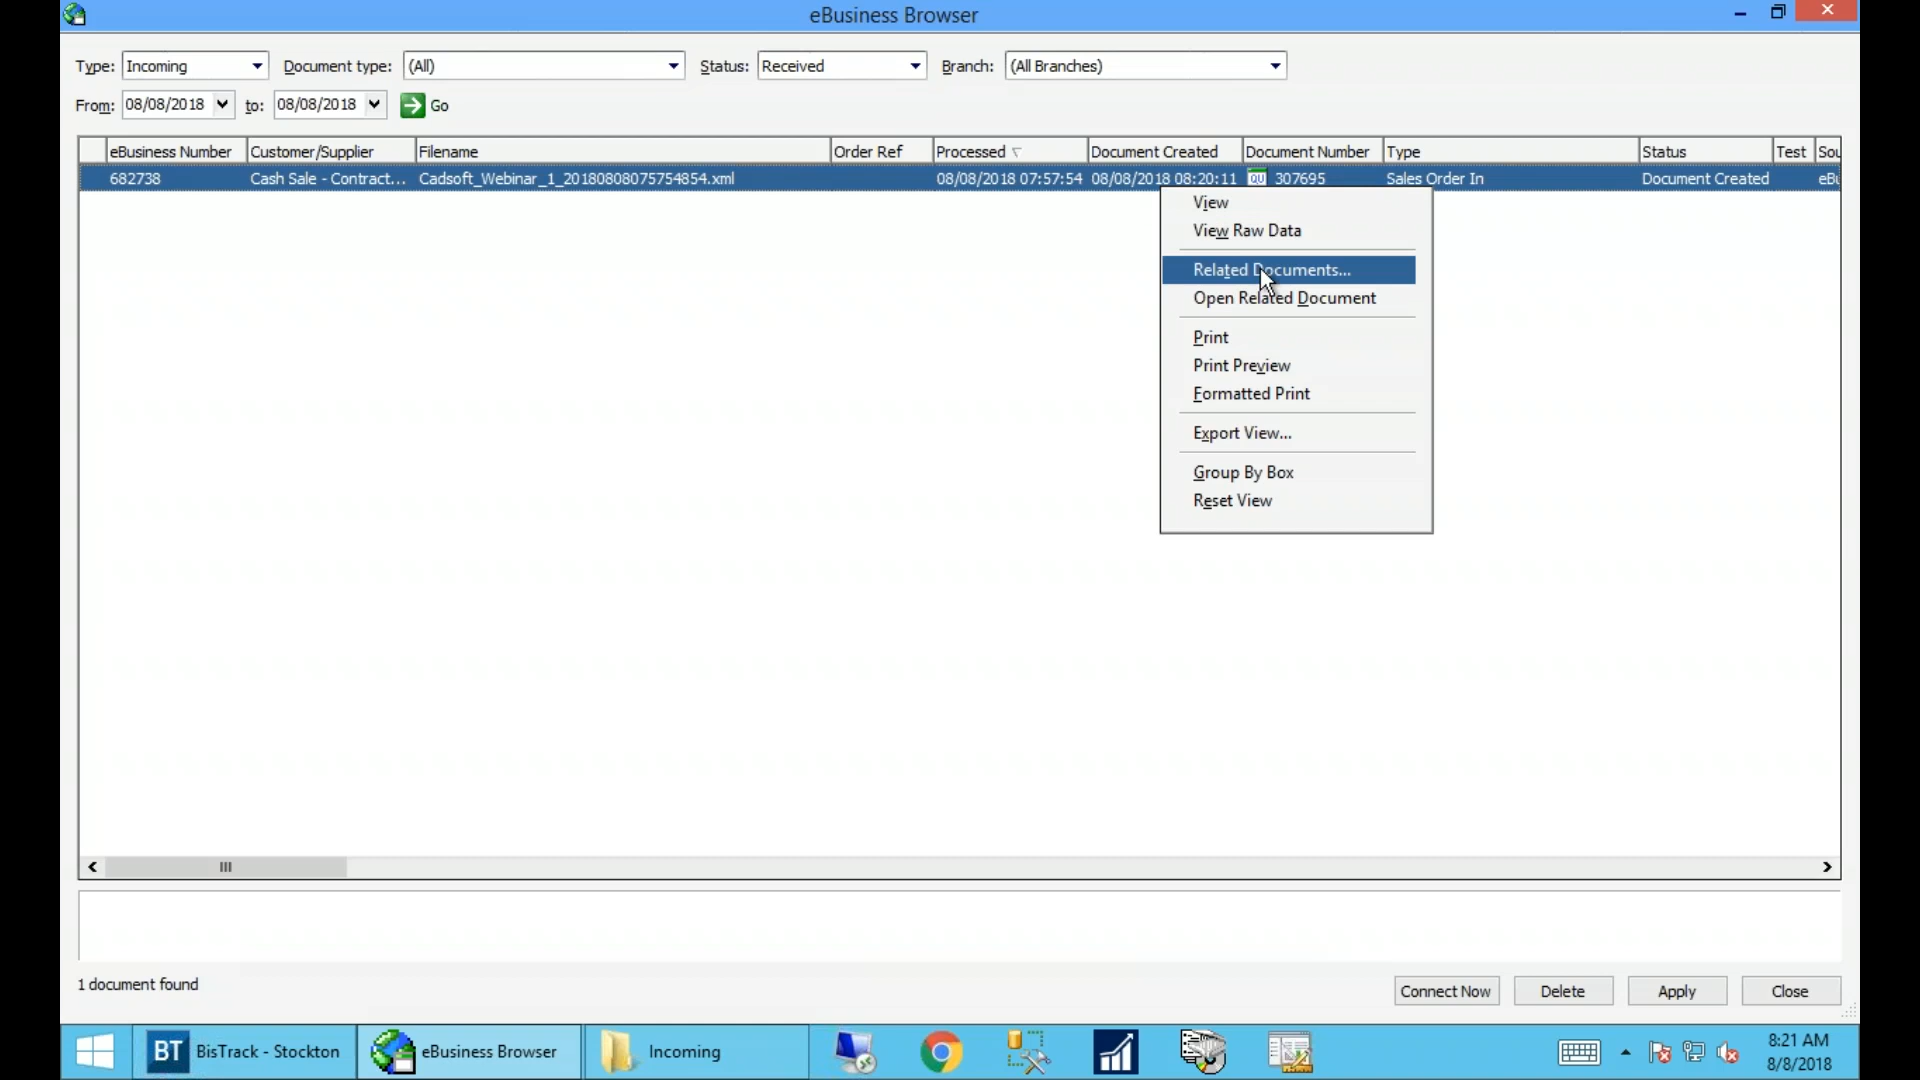 eBusiness Browser
Type: Incoming Document type: (All) Status: Received Branch: (All Branches)
From: 08/08/2018 to: 08/08/2018 Go
eBusiness Number Customer/Supplier Filename Order Ref Processed Document Created Document Number Type Status Test Sou
682738 Cash Sale - Contract... Cadsoft_Webinar_1_20180808075754854.xml 08/08/2018 07:57:54 08/08/2018 08:20:11 QU 307695 Sales Order In Document Created eBu
View
View Raw Data
Related Documents...
Open Related Document
Print
Print Preview
Formatted Print
Export View...
Group By Box
Reset View
1 document found
Connect Now Delete Apply Close
BT BisTrack - Stockton eBusiness Browser Incoming
8:21 AM
8/8/2018